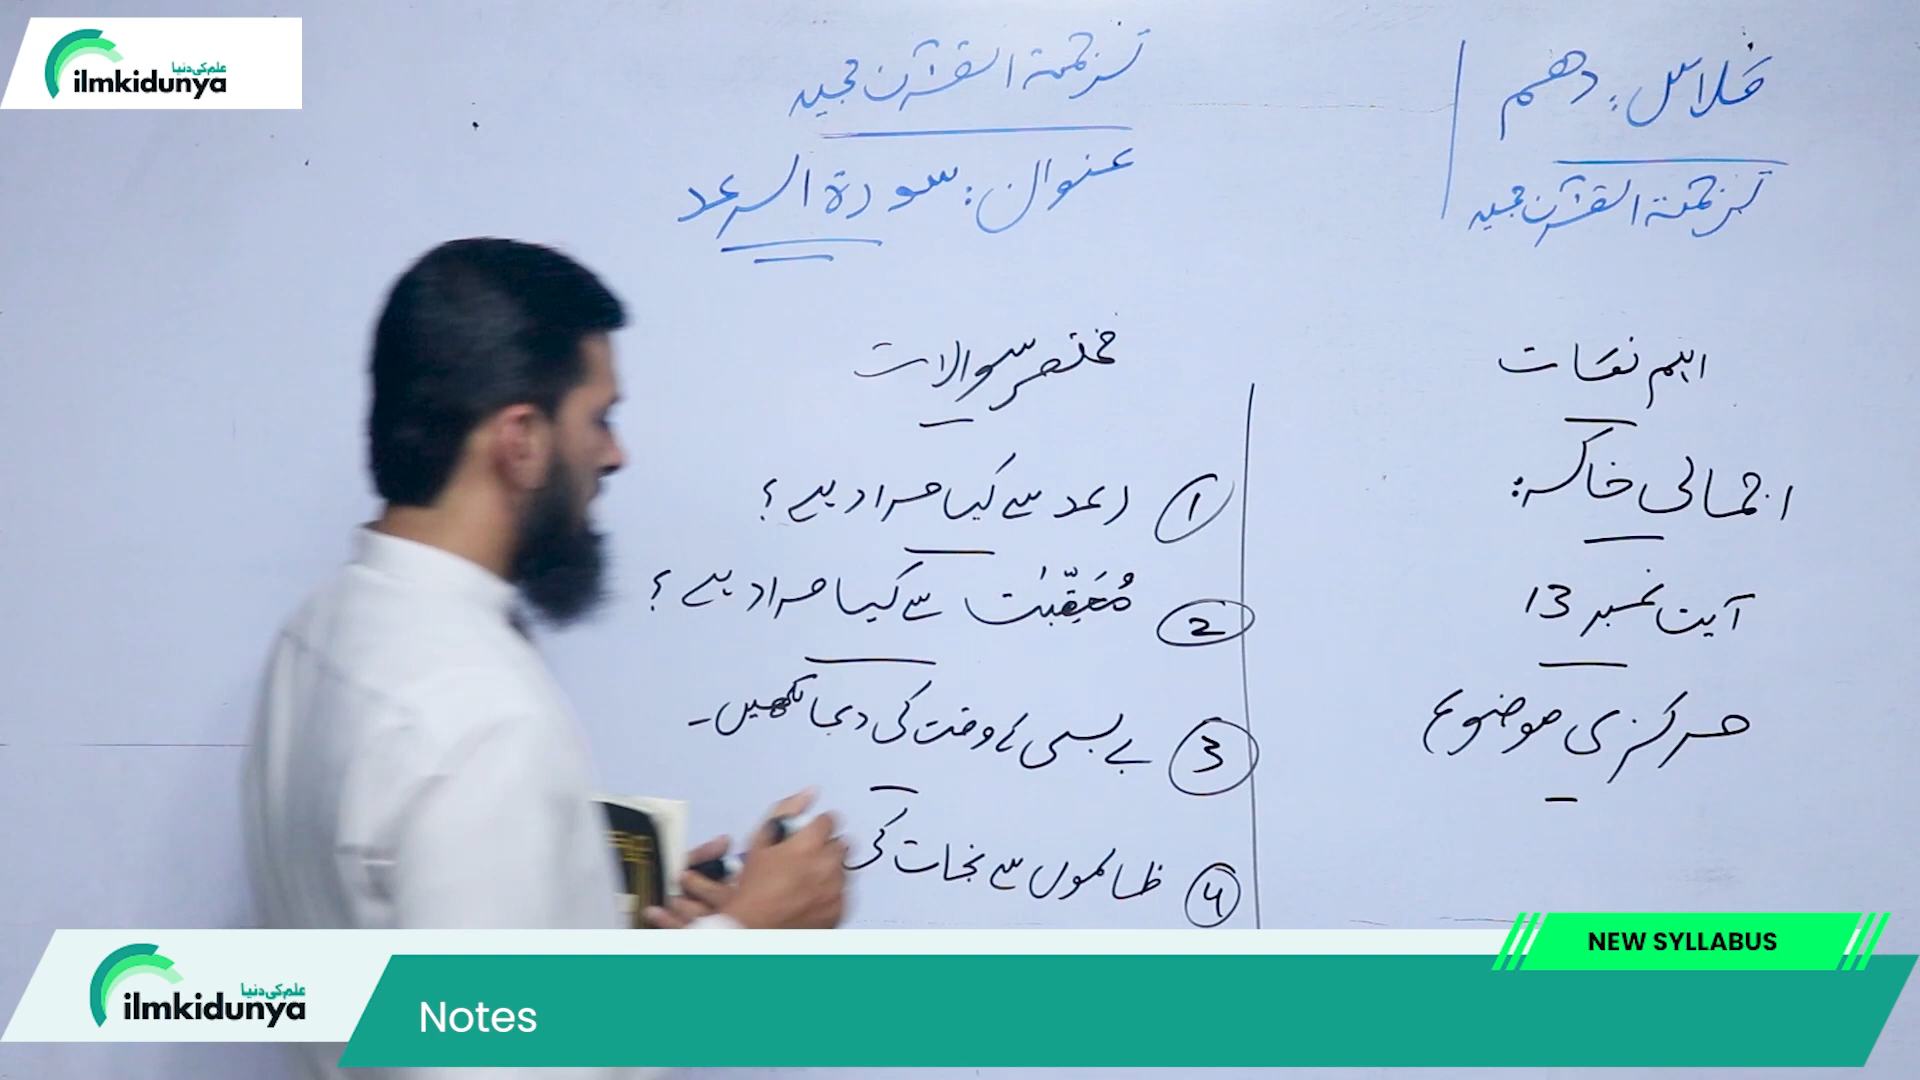 علم کی دنیا
ilmkidunya
کلاس: دھم
ترجمۃ القرآن مجید
ترجمۃ القرآن مجید
عنوان: سورۃ الرعد
اہم نقات
اجمالی خاکہ:
آیت نمبر 13
مرکزی موضوع
مختصر سوالات
1 رعد سے کیا مراد ہے؟
2 مُعَقِّبٰت سے کیا مراد ہے؟
3 بے بسی کے وقت کی دعا لکھیں۔
4 ظالموں سے نجات کی
NEW SYLLABUS
علم کی دنیا
ilmkidunya
Notes